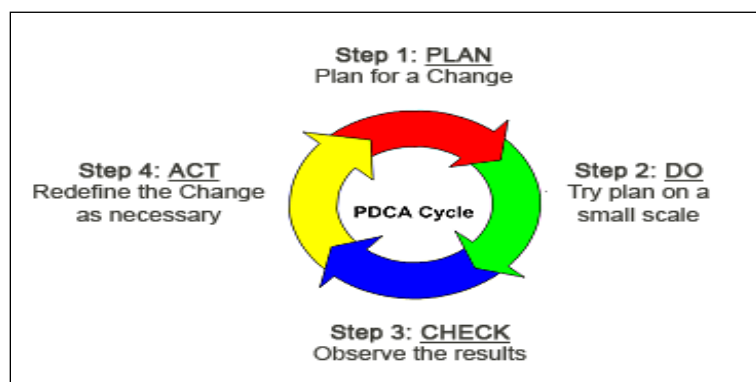 Step 1: PLAN
Plan for a Change
Step 4: ACT
Redefine the Change
as necessary
PDCA Cycle
Step 2: DO
Try plan on a
small scale
Step 3: CHECK
Observe the results